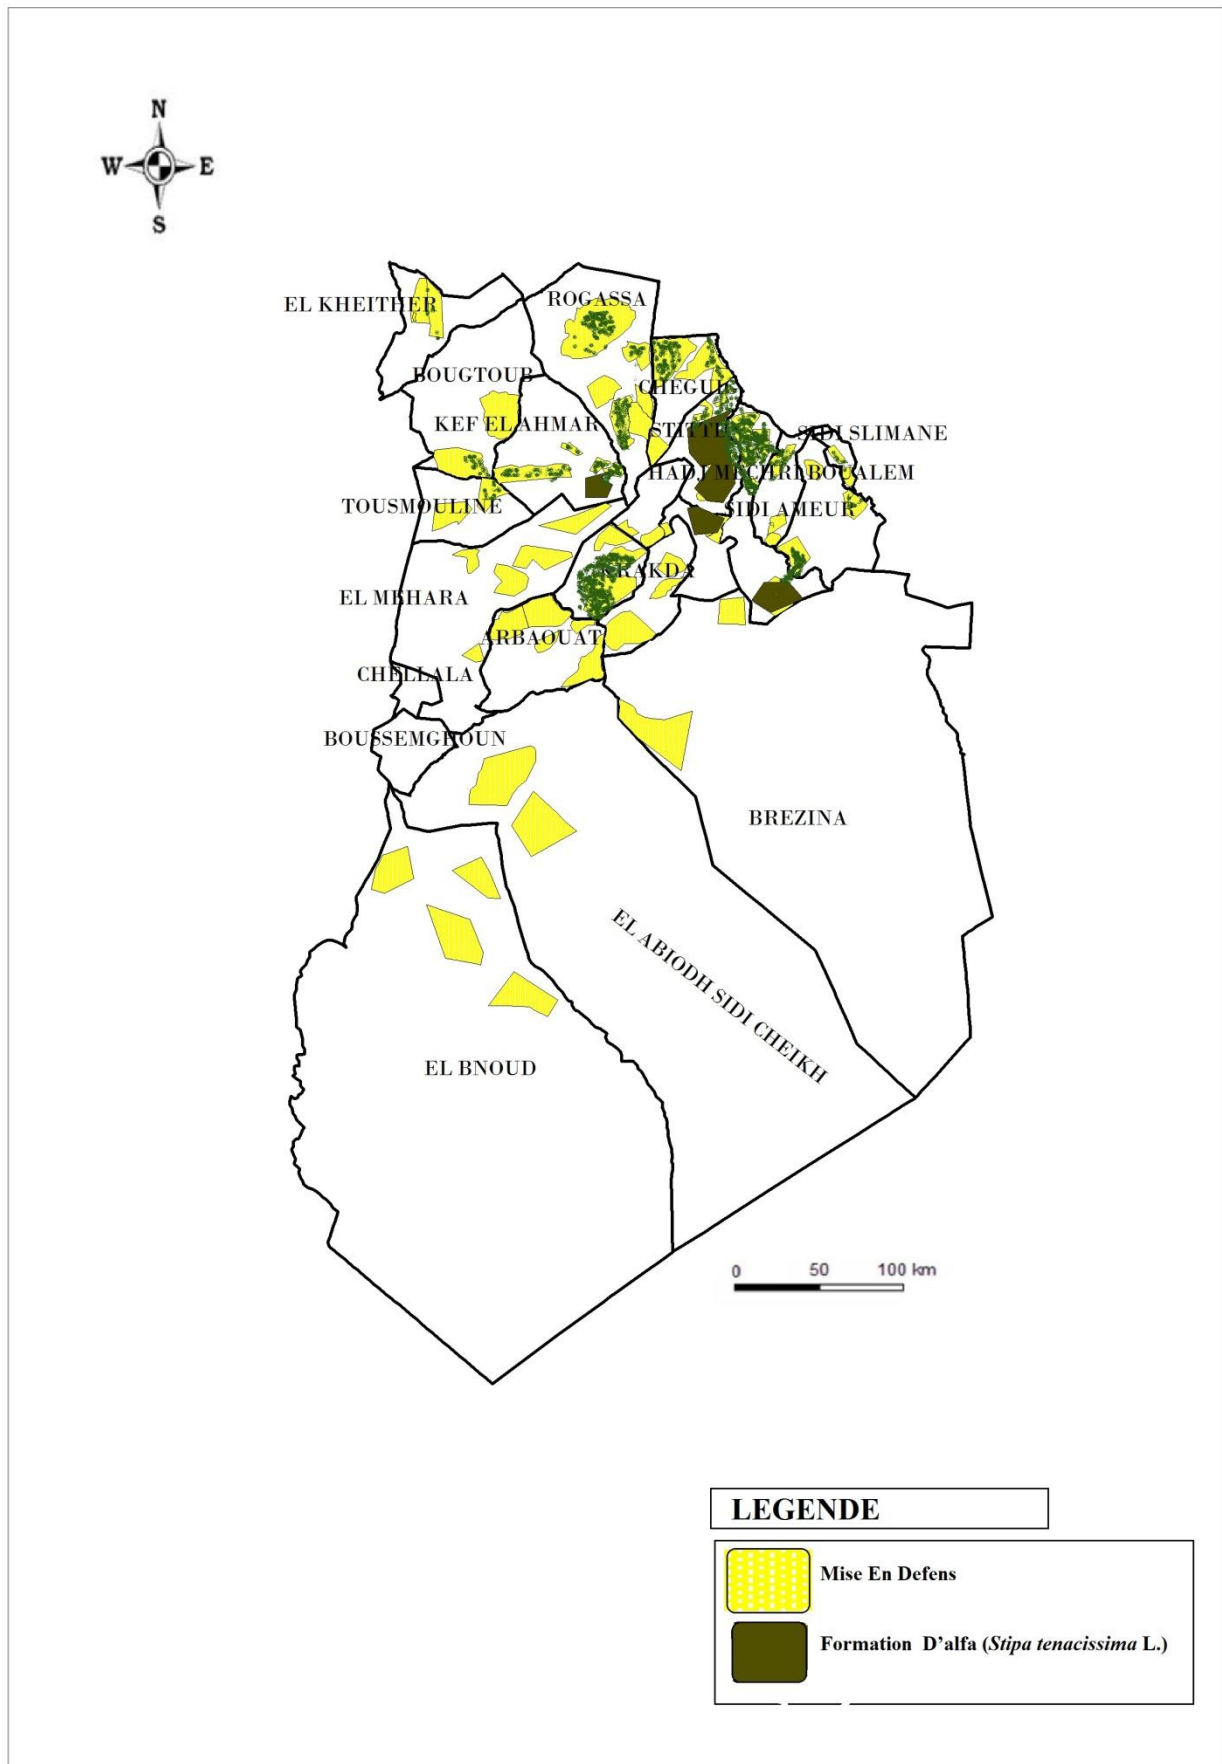 N
W E
S
ROGASSA
EL KHEITHER
BOUGTOUB
CHEGUIG
KEF EL AHMAR
STITTEN
SIDI SLIMANE
HADJ MECHRI BOUALEM
TOUSMOULINE
SIDI AMEUR
KRAKDA
EL MEHARA
ARBAOUAT
CHELLALA
BOUSSEMGHOUN
BREZINA
EL ABIODH SIDI CHEIKH
EL BNOUD
0 50 100 km
LEGENDE
Mise En Defens
Formation D'alfa (Stipa tenacissima L.)